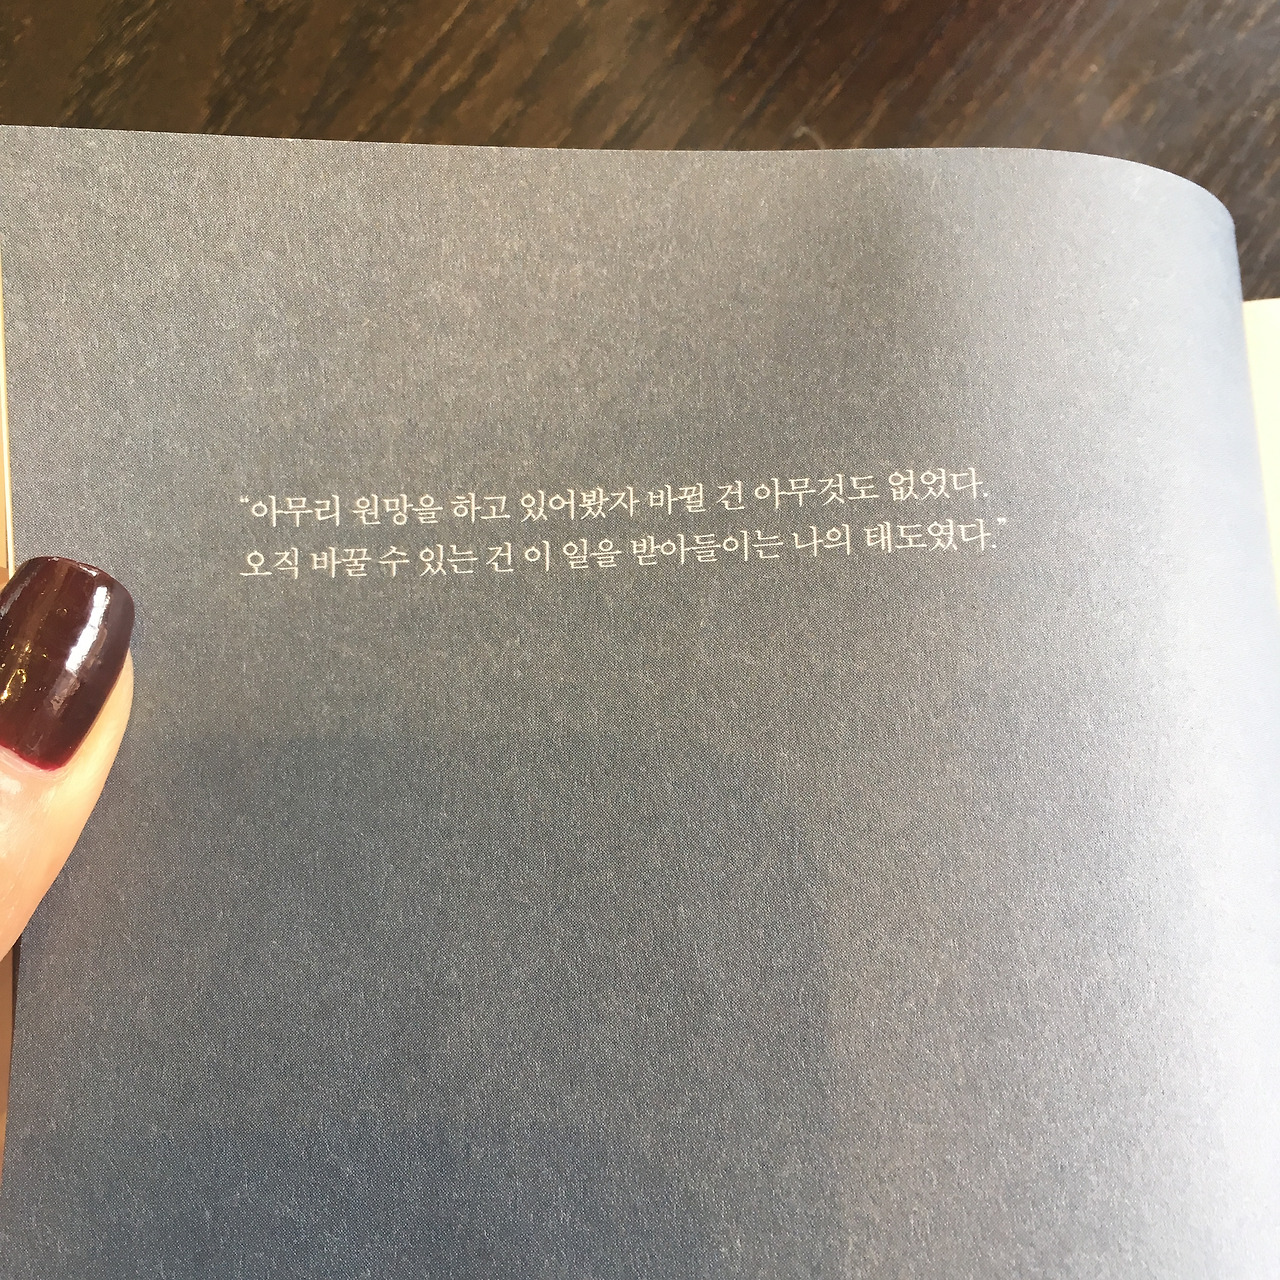 “아무리 원망을 하고 있어봤자 바뀔 건 아무것도 없었다.
오직 바꿀 수 있는 건 이 일을 받아들이는 나의 태도였다.”